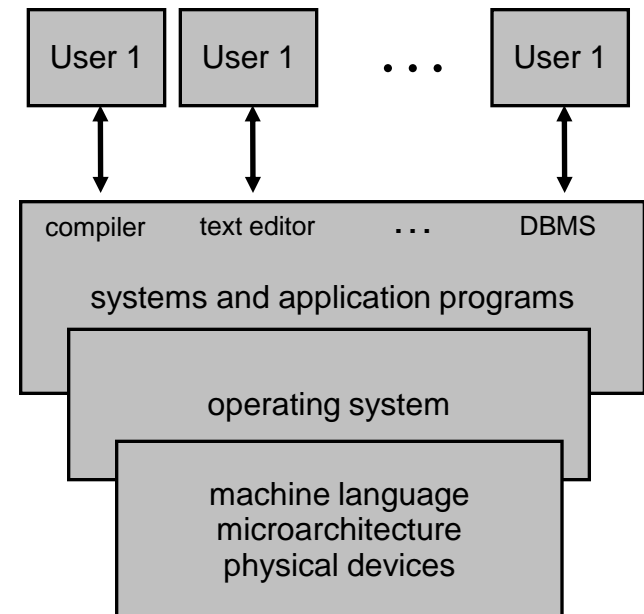 User 1 User 1 ... User 1
compiler text editor ... DBMS
systems and application programs
operating system
machine language
microarchitecture
physical devices